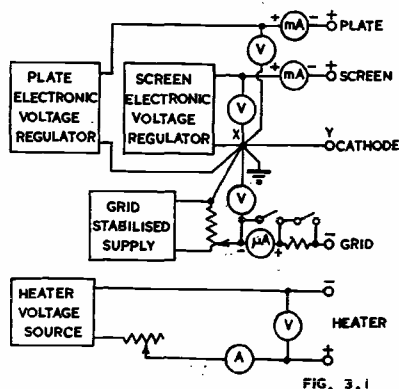 + mA - + PLATE
V
PLATE
ELECTRONIC
VOLTAGE
REGULATOR
SCREEN
ELECTRONIC
VOLTAGE
REGULATOR
+ mA - + SCREEN
V
X
Y
CATHODE
V
GRID
STABILISED
SUPPLY
- μA + - GRID
HEATER
VOLTAGE
SOURCE
-
V HEATER
A +
FIG. 3.1